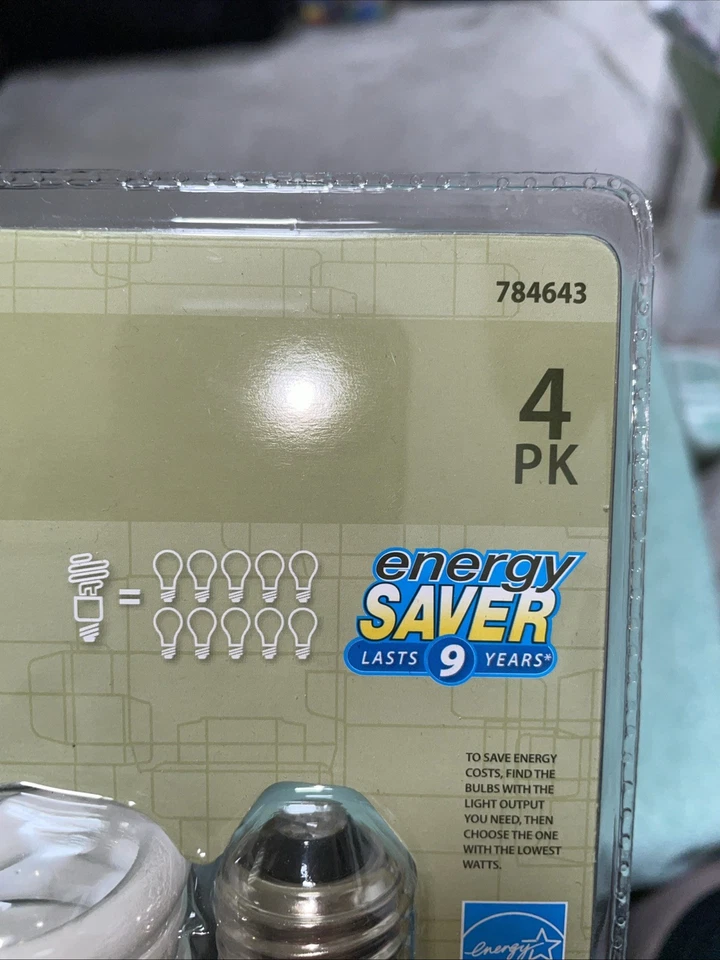 784643
4
PK
=
energy
SAVER
LASTS 9 YEARS*
TO SAVE ENERGY
COSTS, FIND THE
BULBS WITH THE
LIGHT OUTPUT
YOU NEED, THEN
CHOOSE THE ONE
WITH THE LOWEST
WATTS.
energy